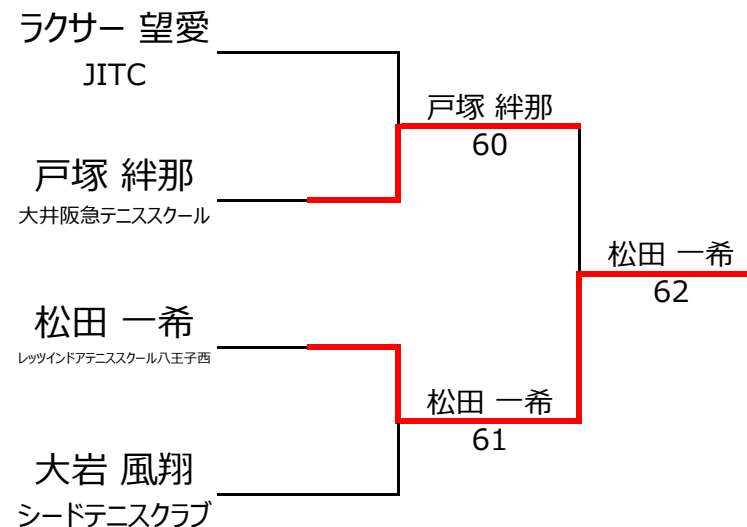 ラクサー 望愛
JITC
戸塚 絆那
60
戸塚 絆那
大井阪急テニススクール
松田 一希
62
松田 一希
レッツインドアテニススクール八王子西
松田 一希
61
大岩 風翔
シードテニスクラブ